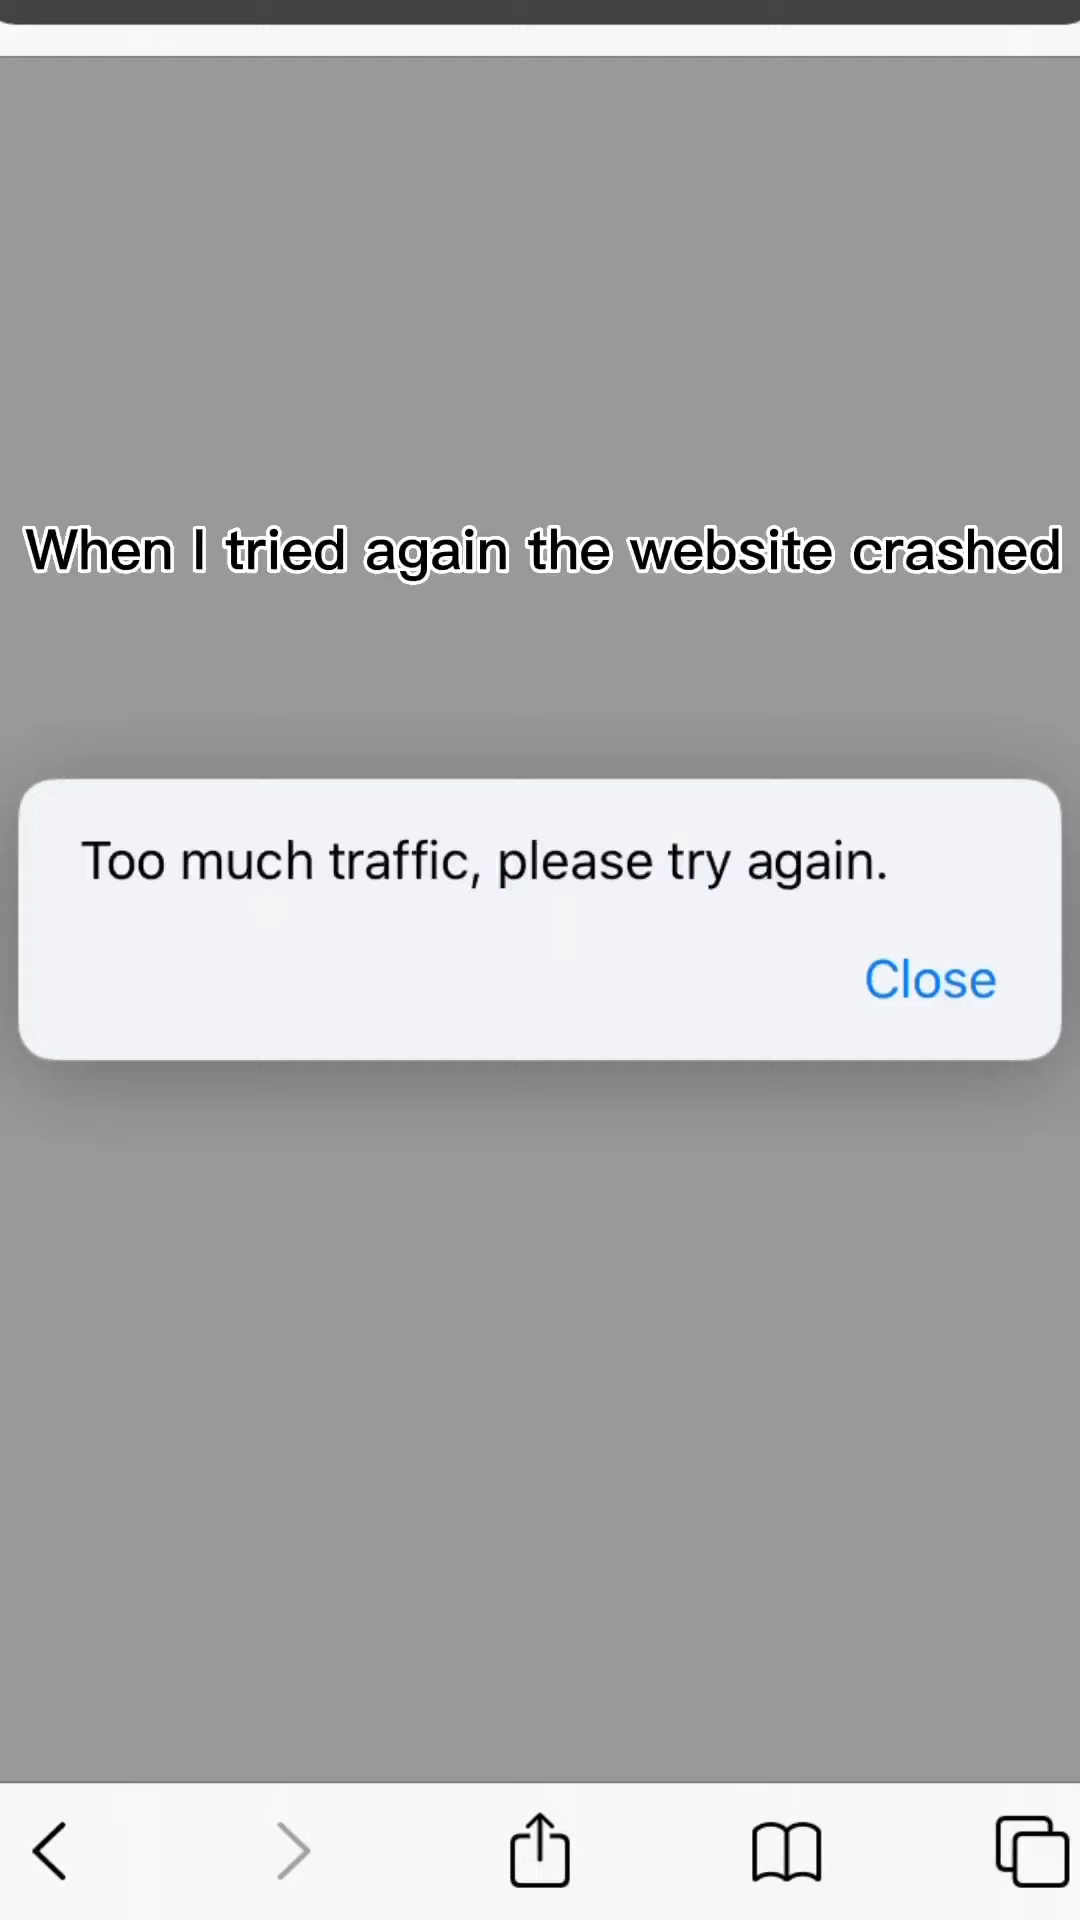 When I tried again the website crashed
Too much traffic, please try again.
Close